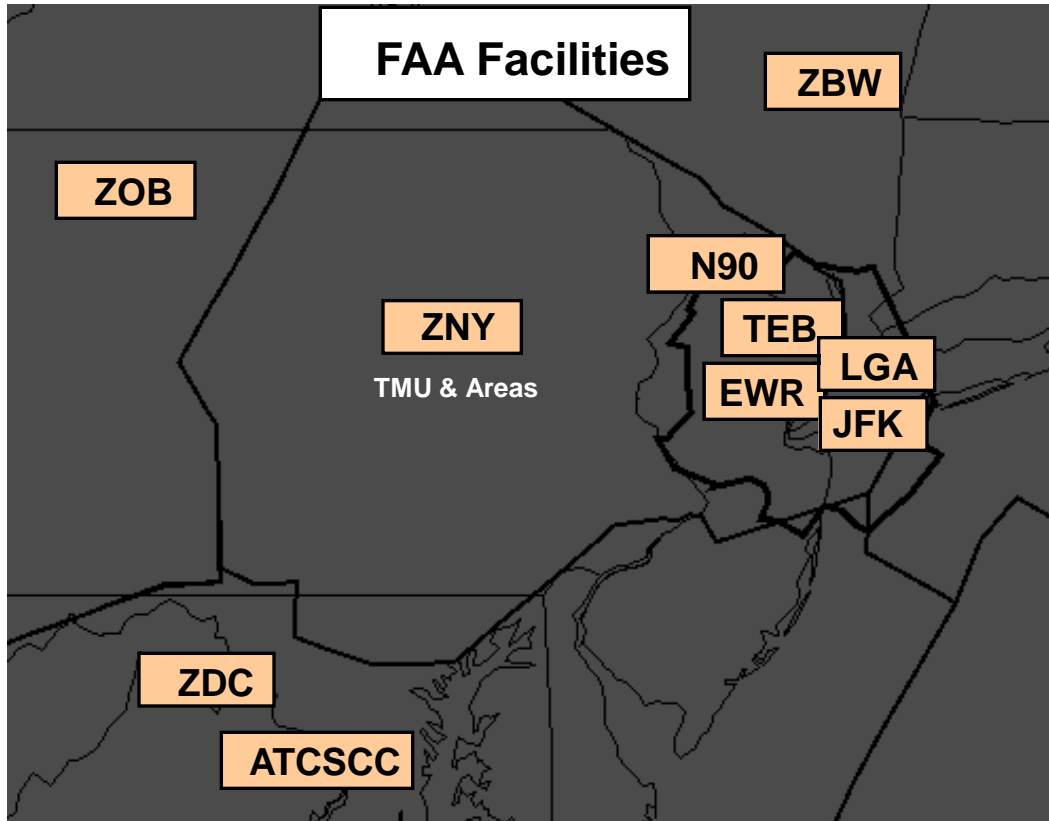 FAA Facilities
ZBW
ZOB
N90
ZNY
TMU & Areas
TEB
LGA
EWR
JFK
ZDC
ATCSCC